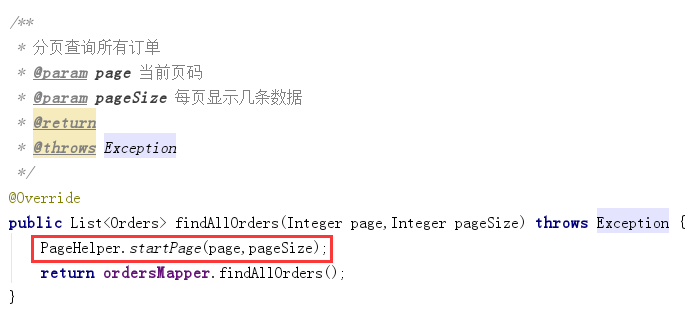 /**
 * 分页查询所有订单
 * @param page 当前页码
 * @param pageSize 每页显示几条数据
 * @return
 * @throws Exception
 */
@Override
public List<Orders> findAllOrders(Integer page,Integer pageSize) throws Exception {
    PageHelper.startPage(page,pageSize);
    return ordersMapper.findAllOrders();
}